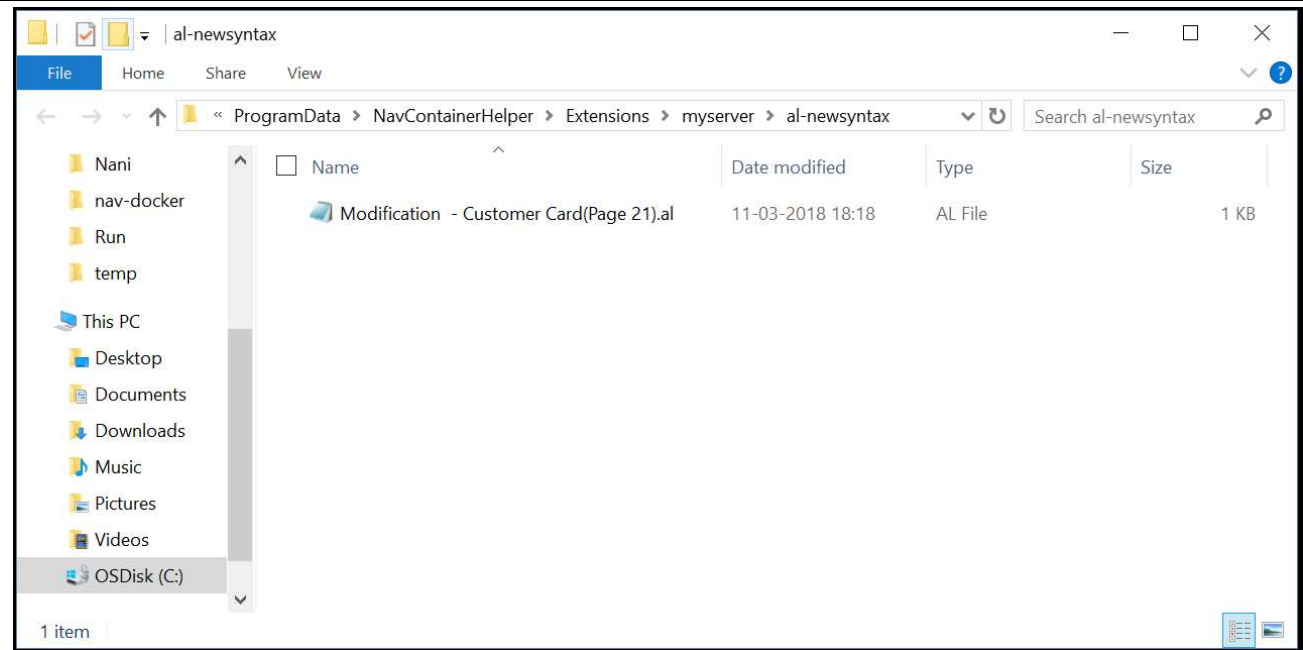 al-newsyntax
File Home Share View
« ProgramData > NavContainerHelper > Extensions > myserver > al-newsyntax Search al-newsyntax
Nani
nav-docker
Run
temp
This PC
Desktop
Documents
Downloads
Music
Pictures
Videos
OSDisk (C:)
Name Date modified Type Size
Modification - Customer Card(Page 21).al 11-03-2018 18:18 AL File 1 KB
1 item